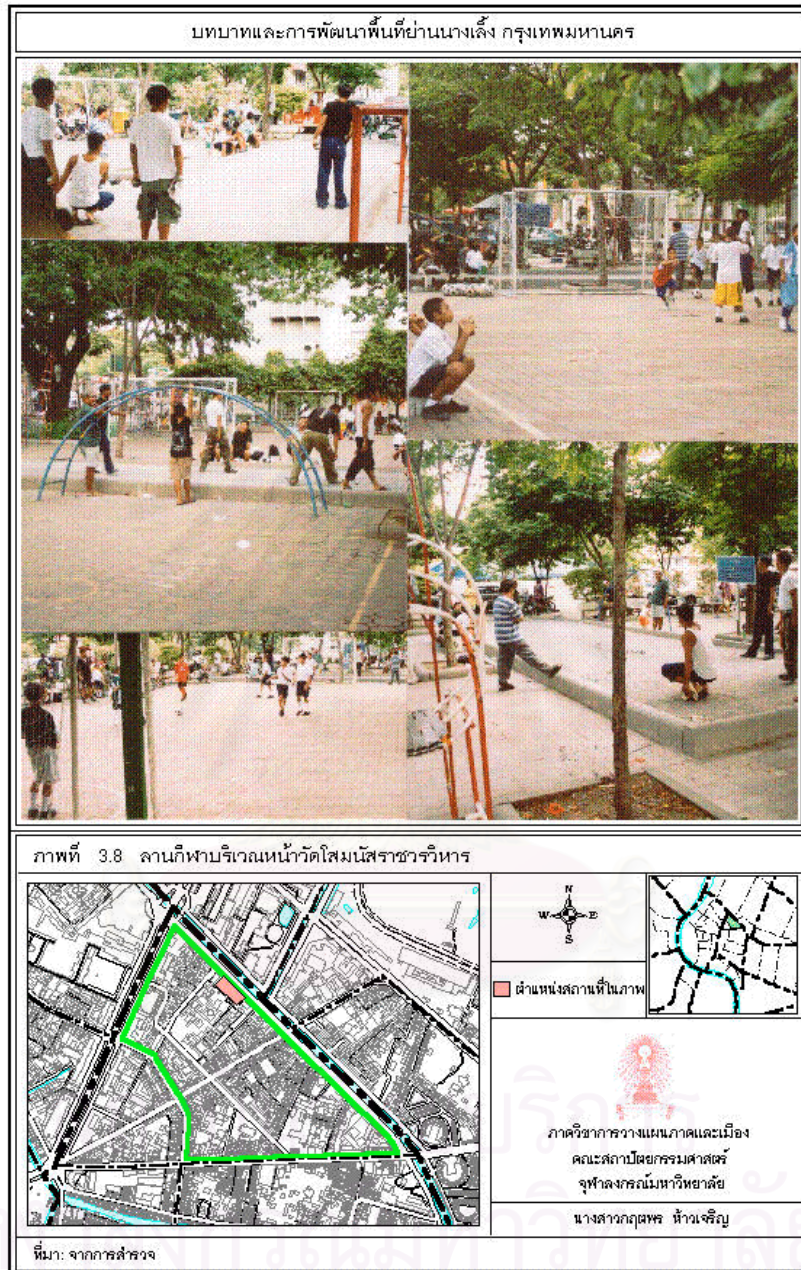 บทบาทและการพัฒนาพื้นที่ย่านนางเลิ้ง กรุงเทพมหานคร
ภาพที่ 3.8 ลานกีฬาบริเวณหน้าวัดโสมนัสราชวรวิหาร
N
W E
S
ตำแหน่งสถานที่ในภาพ
ภาควิชาการวางแผนภาคและเมือง
คณะสถาปัตยกรรมศาสตร์
จุฬาลงกรณ์มหาวิทยาลัย
นางสาวกฤตพร ห้าวเจริญ
ที่มา: จากการสำรวจ